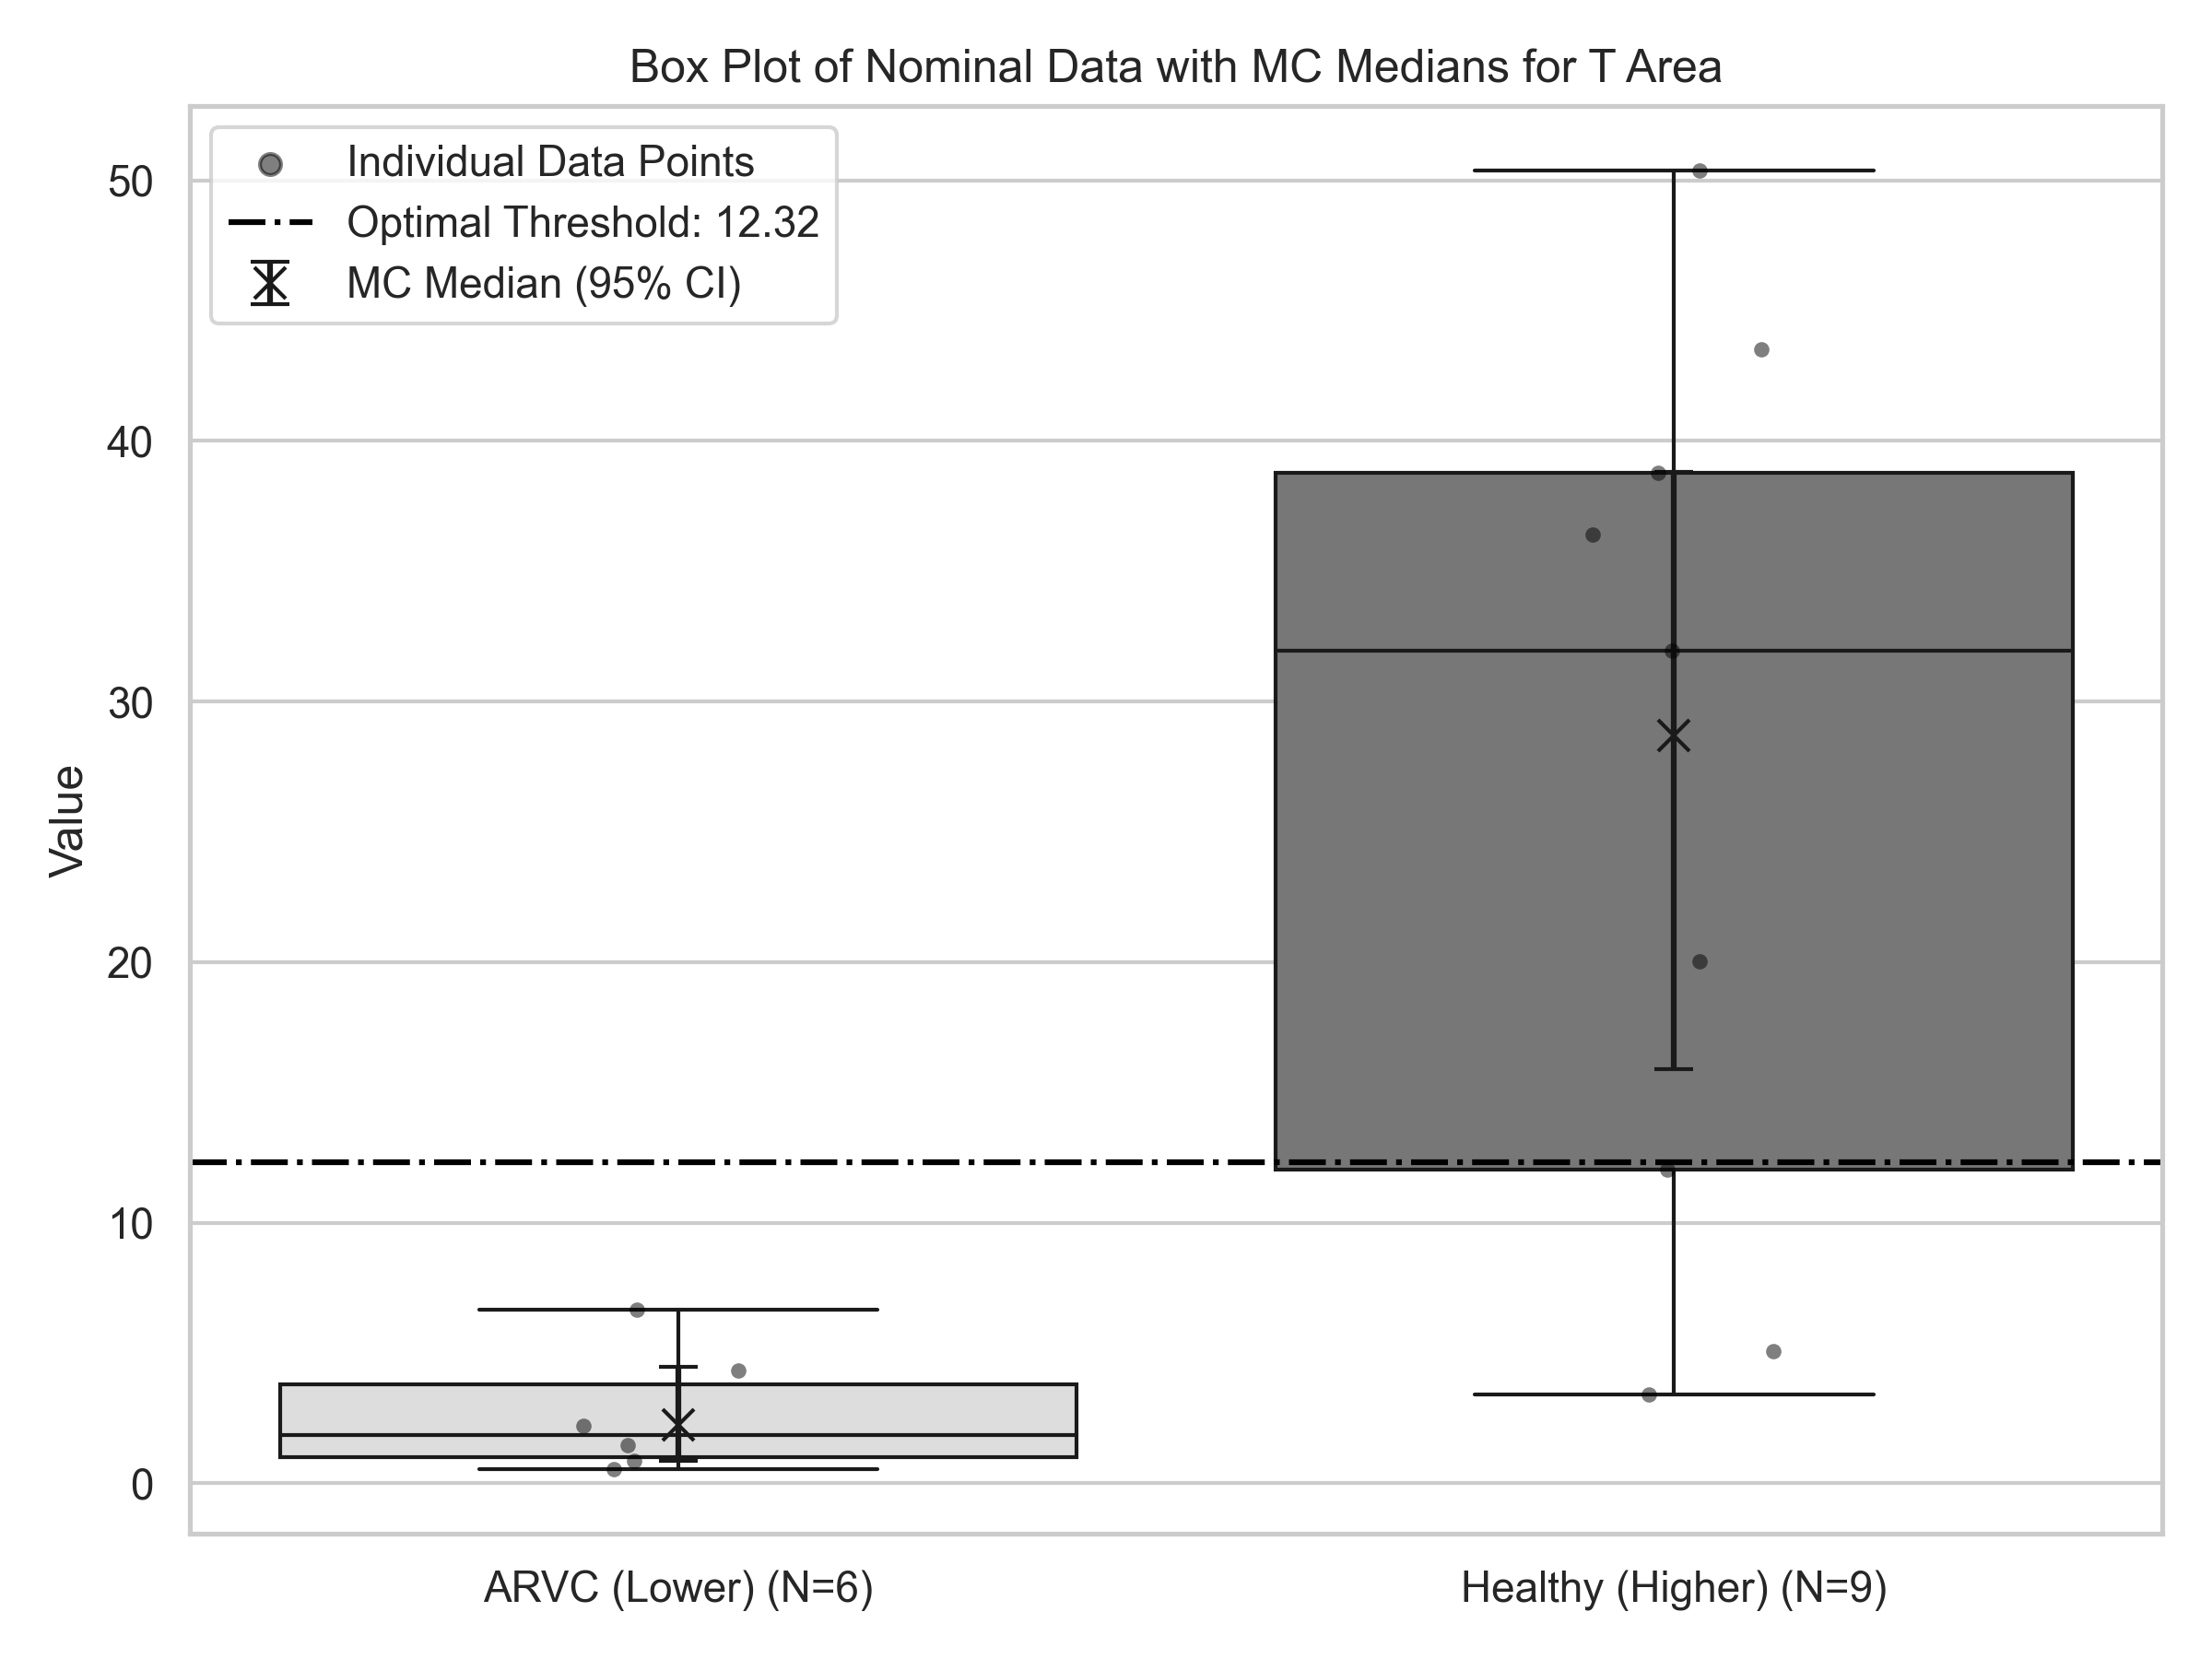 Box Plot of Nominal Data with MC Medians for T Area
Individual Data Points
Optimal Threshold: 12.32
MC Median (95% CI)
50
40
30
20
10
0
Value
ARVC (Lower) (N=6)
Healthy (Higher) (N=9)